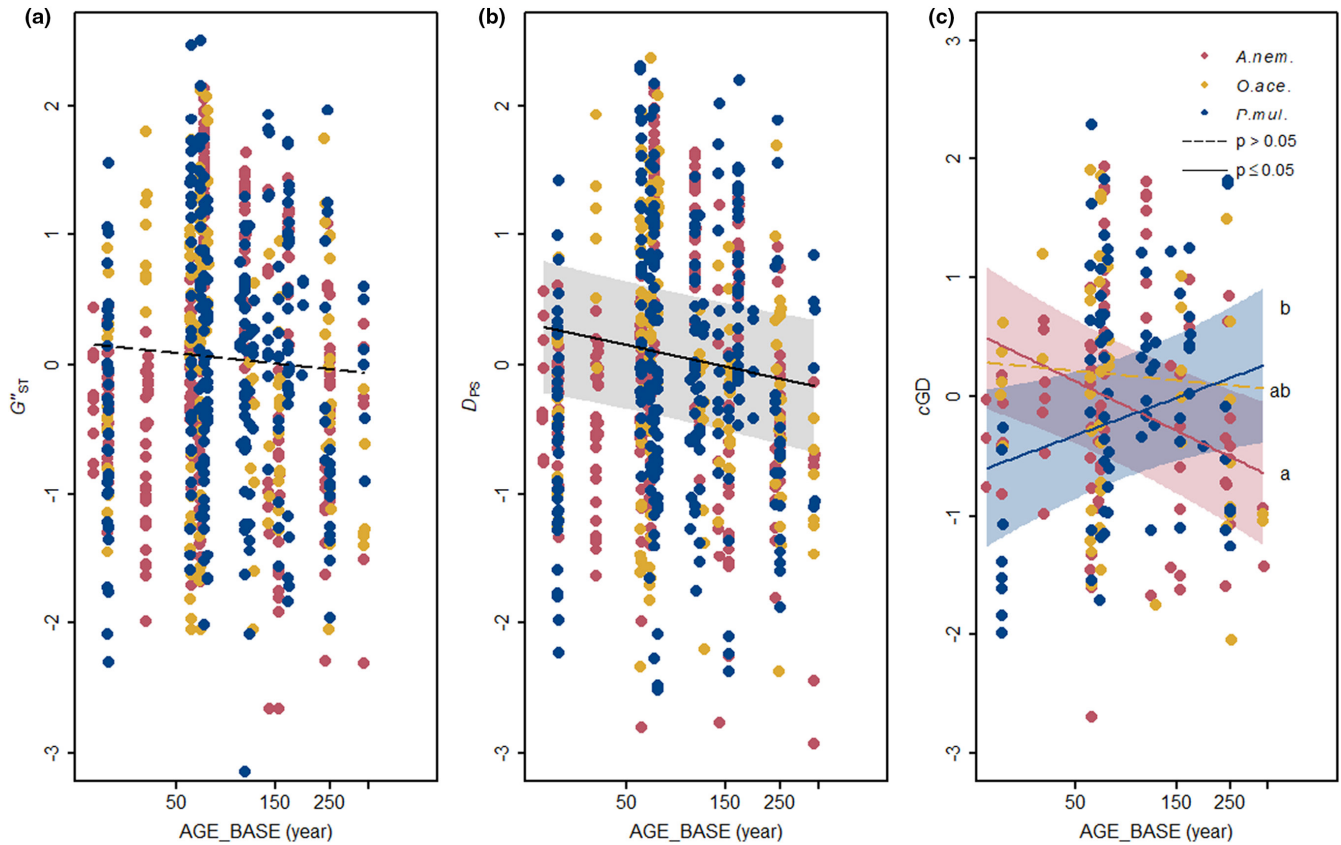 (a)
2
1
0
-1
-2
-3
G″ST
50 150 250
AGE_BASE (year)
(b)
2
1
0
-1
-2
-3
DPS
50 150 250
AGE_BASE (year)
(c)
3
2
1
0
-1
-2
-3
cGD
A.nem.
O.ace.
P.mul.
p > 0.05
p ≤ 0.05
b
ab
a
50 150 250
AGE_BASE (year)